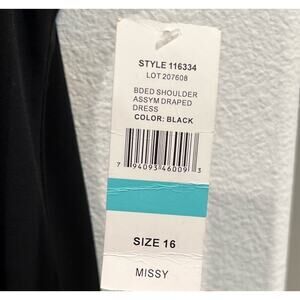 STYLE 116334
LOT 207608
BDED SHOULDER
ASSYM DRAPED
DRESS
COLOR: BLACK
7 94093 46009 3
SIZE 16
MISSY